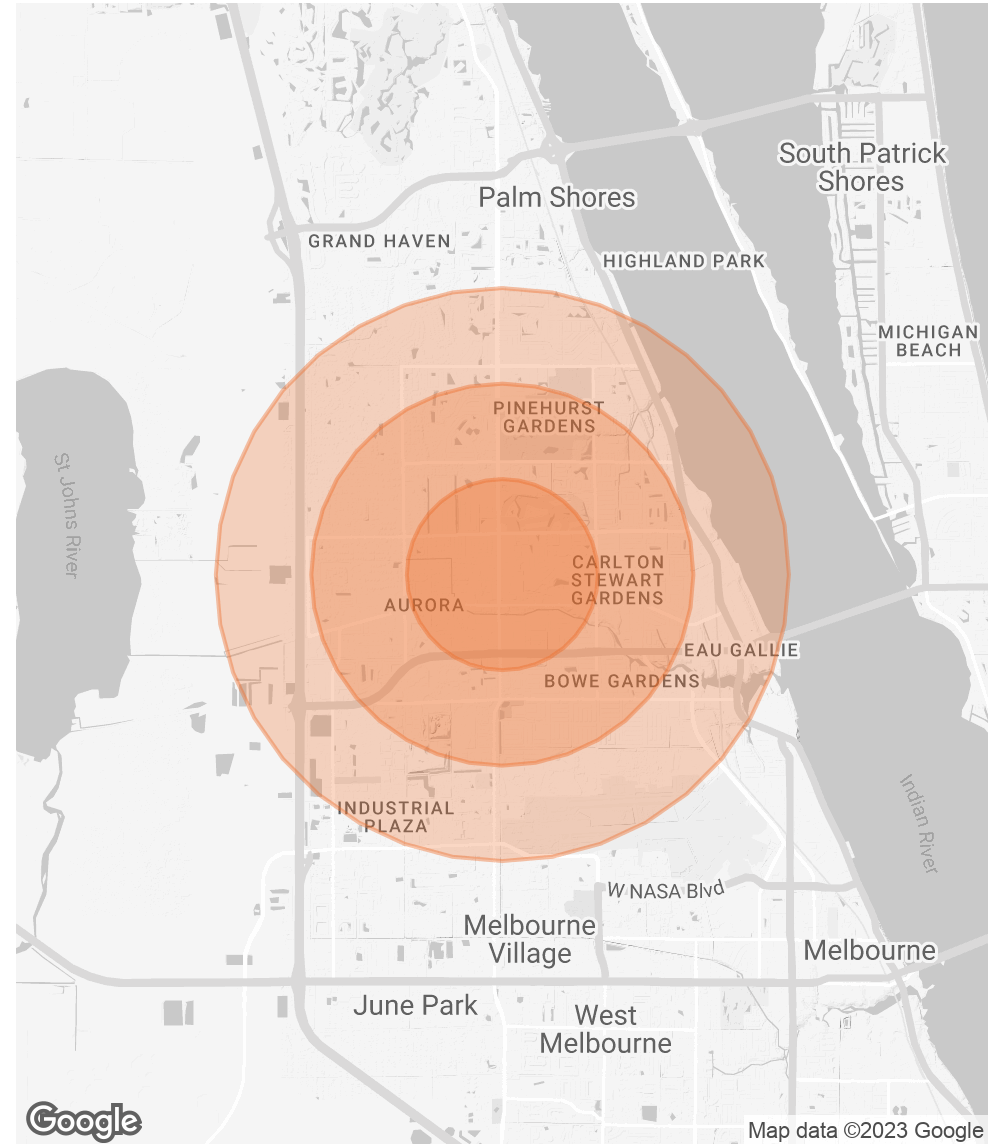 South Patrick
Shores
Palm Shores
GRAND HAVEN
HIGHLAND PARK
MICHIGAN
BEACH
PINEHURST
GARDENS
St Johns River
CARLTON
STEWART
GARDENS
AURORA
EAU GALLIE
BOWE GARDENS
Indian River
INDUSTRIAL
PLAZA
W NASA Blvd
Melbourne
Village
Melbourne
June Park
West
Melbourne
Google
Map data ©2023 Google